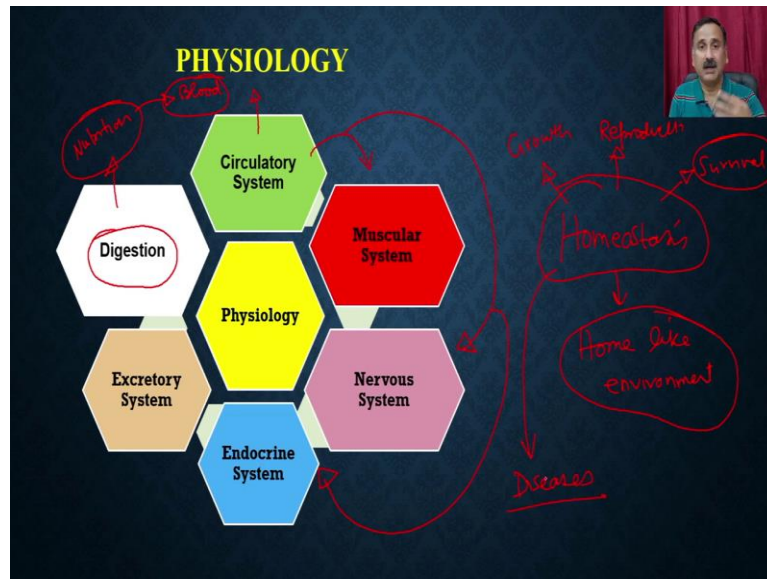 PHYSIOLOGY
Blood
Nutrition
Circulatory
System
Digestion
Muscular
System
Physiology
Excretory
System
Nervous
System
Endocrine
System
Growth
Reproducti
Survival
Homeostasis
Home like
environment
Diseases